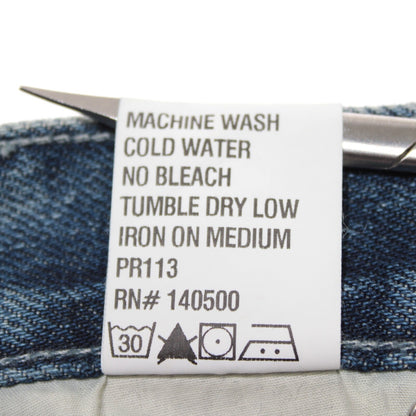 MACHINE WASH
COLD WATER
NO BLEACH
TUMBLE DRY LOW
IRON ON MEDIUM
PR113
RN# 140500
30